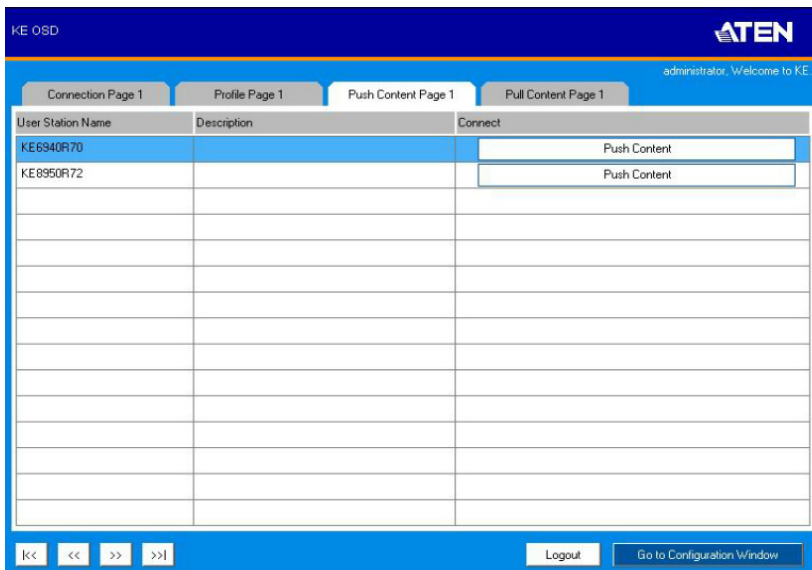 KE OSD
ATEN
administrator, Welcome to KE.
Connection Page 1 Profile Page 1 Push Content Page 1 Pull Content Page 1
User Station Name Description Connect
KE6940R70 Push Content
KE8950R72 Push Content
|<< << >> >>| Logout Go to Configuration Window